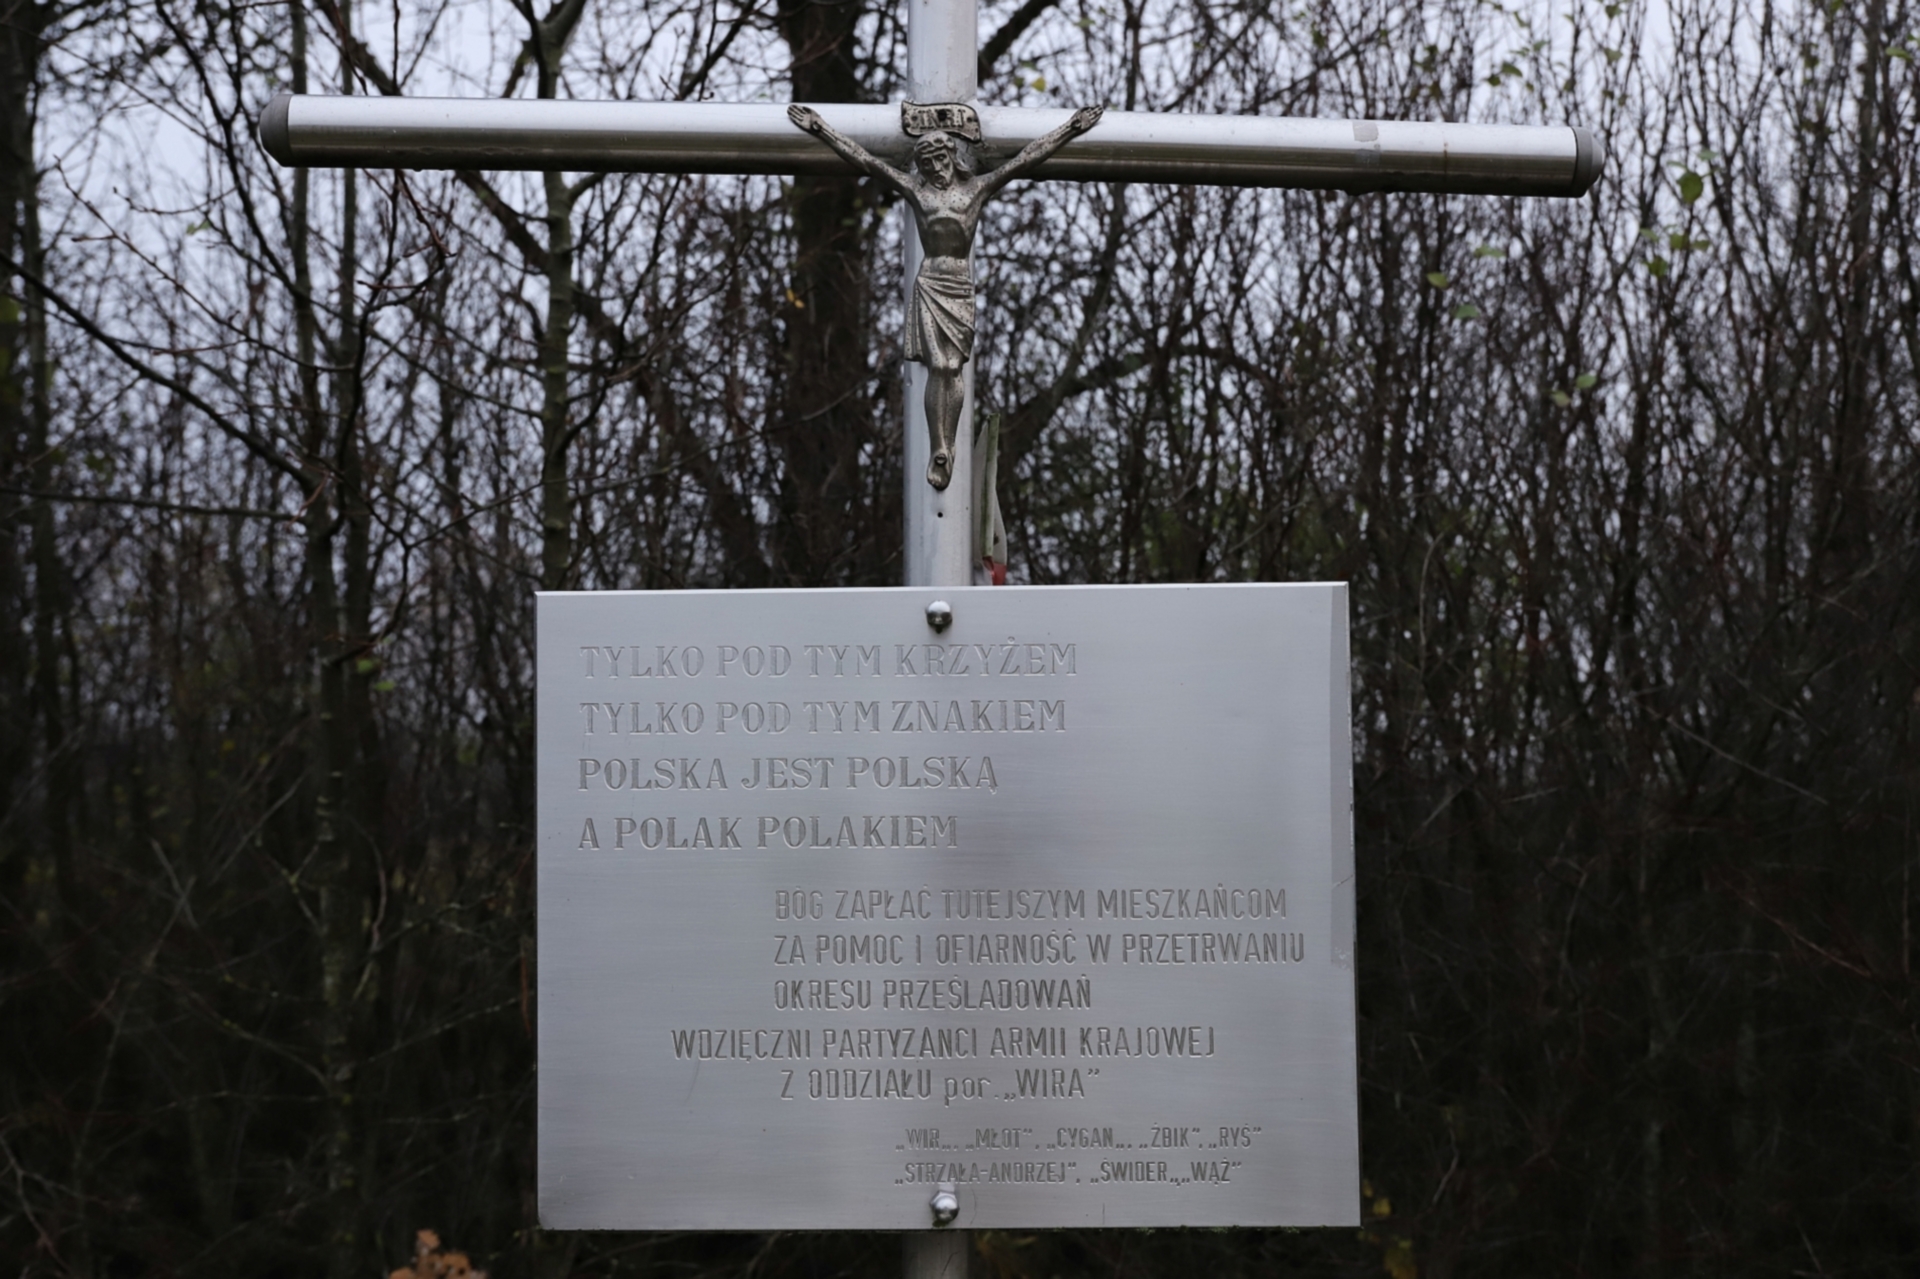 INRI
TYLKO POD TYM KRZYŻEM
TYLKO POD TYM ZNAKIEM
POLSKA JEST POLSKĄ
A POLAK POLAKIEM
BÓG ZAPŁAĆ TUTEJSZYM MIESZKAŃCOM
ZA POMOC I OFIARNOŚĆ W PRZETRWANIU
OKRESU PRZEŚLADOWAŃ
WDZIĘCZNI PARTYZANCI ARMII KRAJOWEJ
Z ODDZIAŁU por. „WIRA”
„WIR„, „MŁOT”, „CYGAN„, „ŻBIK”, „RYŚ”
„STRZAŁA-ANDRZEJ”, „ŚWIDER„,„WĄŻ”